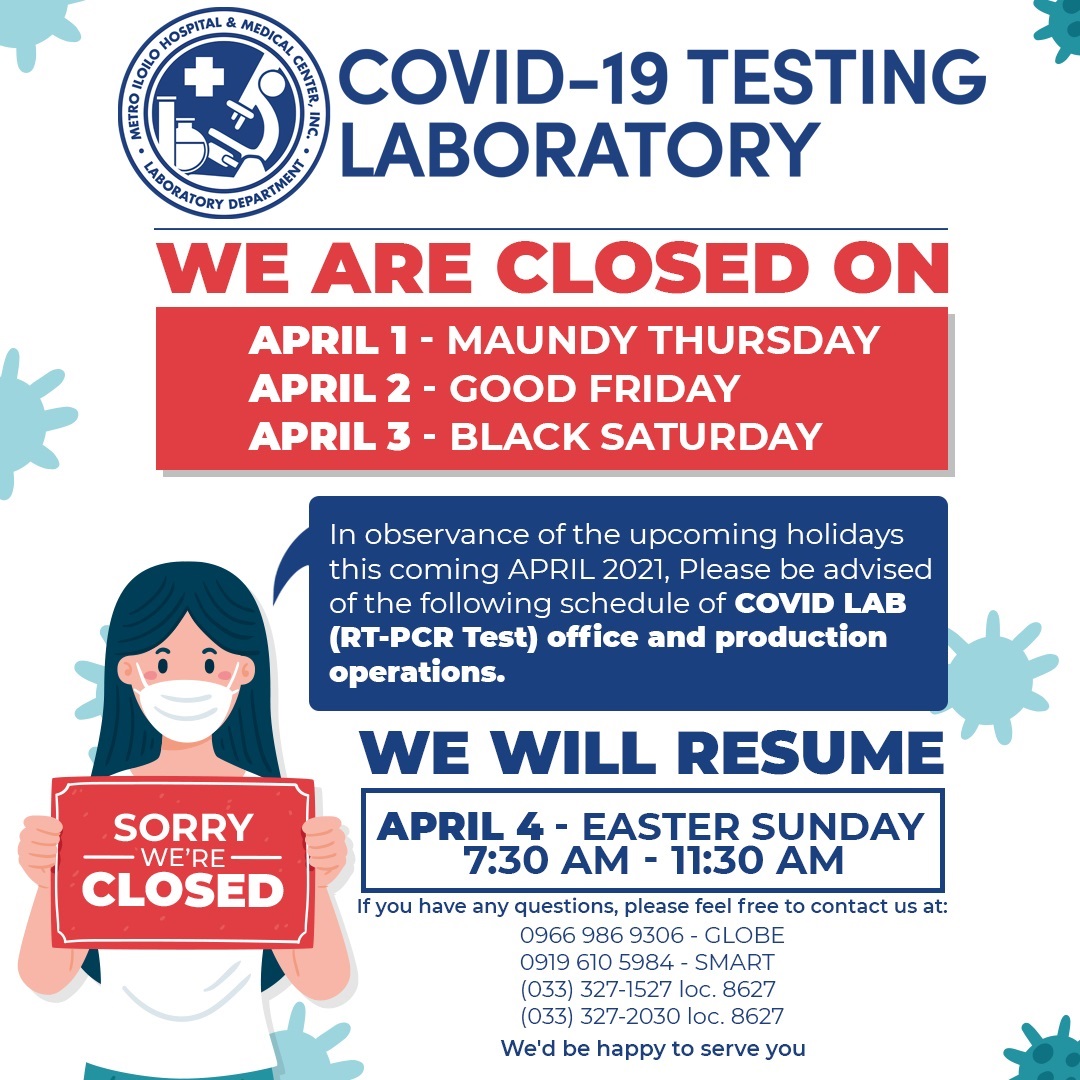 METRO ILOILO HOSPITAL & MEDICAL CENTER, INC.
• LABORATORY DEPARTMENT •
COVID-19 TESTING
LABORATORY
WE ARE CLOSED ON
APRIL 1 - MAUNDY THURSDAY
APRIL 2 - GOOD FRIDAY
APRIL 3 - BLACK SATURDAY
In observance of the upcoming holidays
this coming APRIL 2021, Please be advised
of the following schedule of COVID LAB
(RT-PCR Test) office and production
operations.
SORRY
WE'RE
CLOSED
WE WILL RESUME
APRIL 4 - EASTER SUNDAY
7:30 AM - 11:30 AM
If you have any questions, please feel free to contact us at:
0966 986 9306 - GLOBE
0919 610 5984 - SMART
(033) 327-1527 loc. 8627
(033) 327-2030 loc. 8627
We'd be happy to serve you